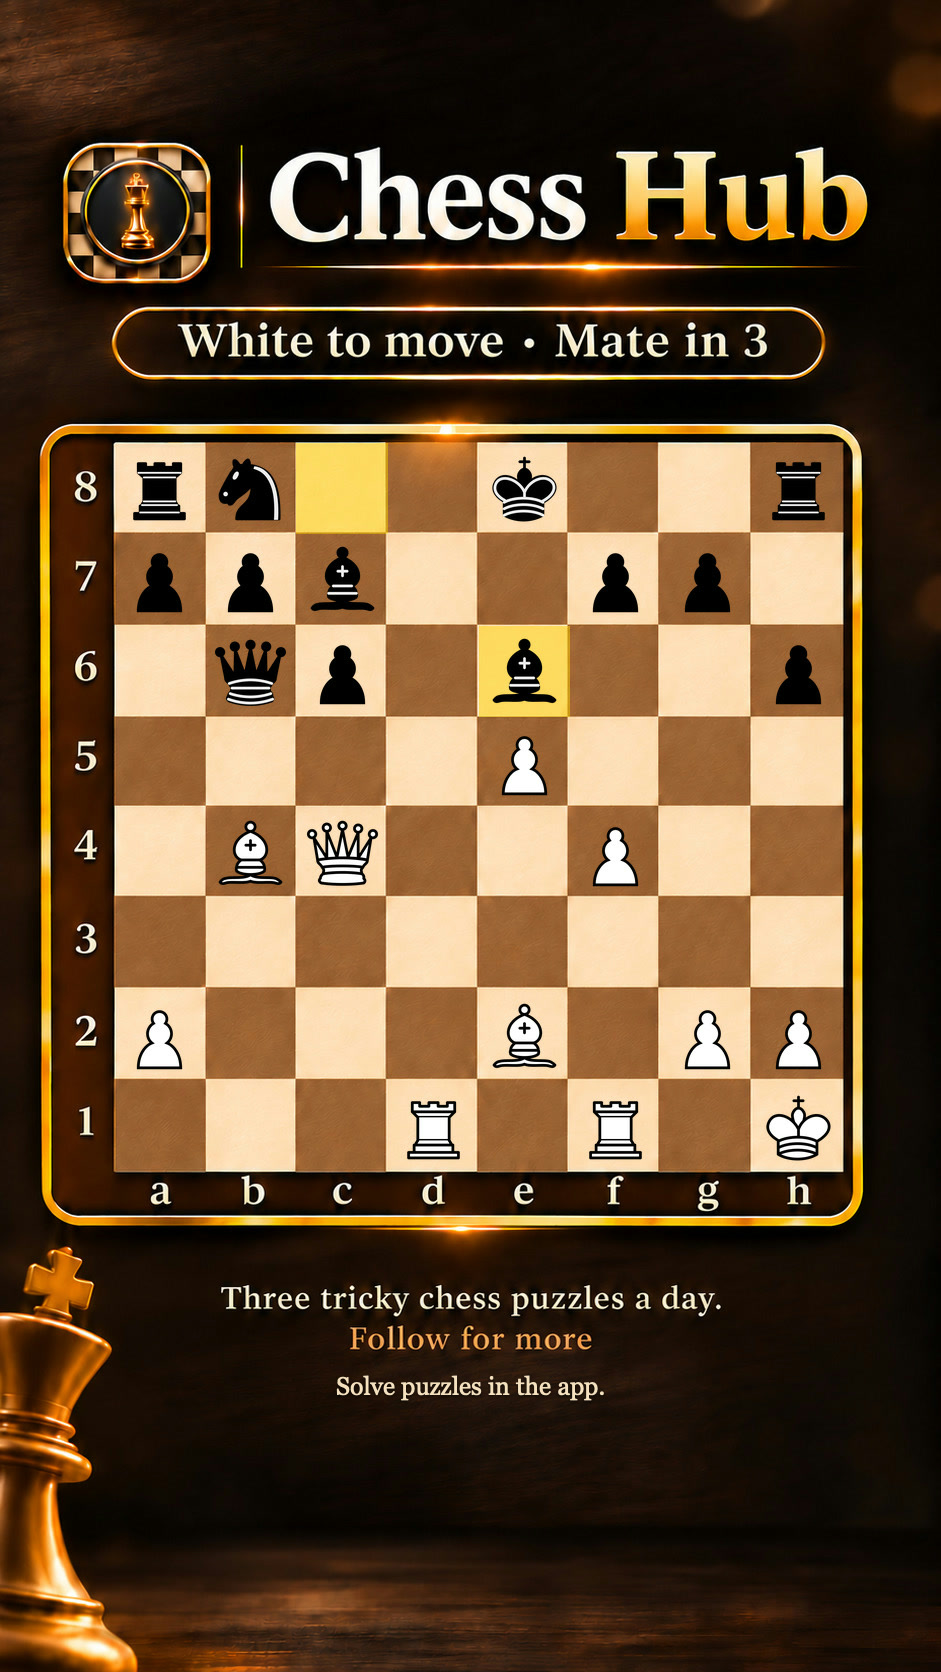 Chess Hub
White to move • Mate in 3
8
7
6
5
4
3
2
1
a b c d e f g h
Three tricky chess puzzles a day.
Follow for more
Solve puzzles in the app.